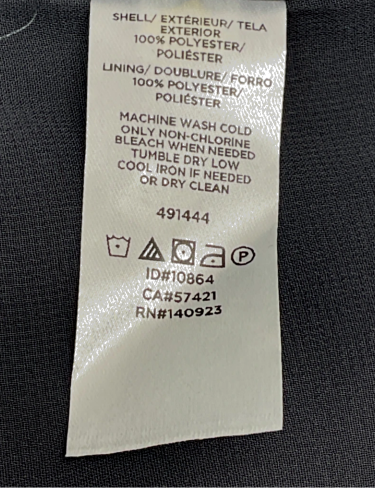 SHELL/ EXTÉRIEUR/ TELA
EXTERIOR
100% POLYESTER/
POLIÉSTER
LINING/ DOUBLURE/ FORRO
100% POLYESTER/
POLIÉSTER
MACHINE WASH COLD
ONLY NON-CHLORINE
BLEACH WHEN NEEDED
TUMBLE DRY LOW
COOL IRON IF NEEDED
OR DRY CLEAN
491444
P
ID#10864
CA#57421
RN#140923